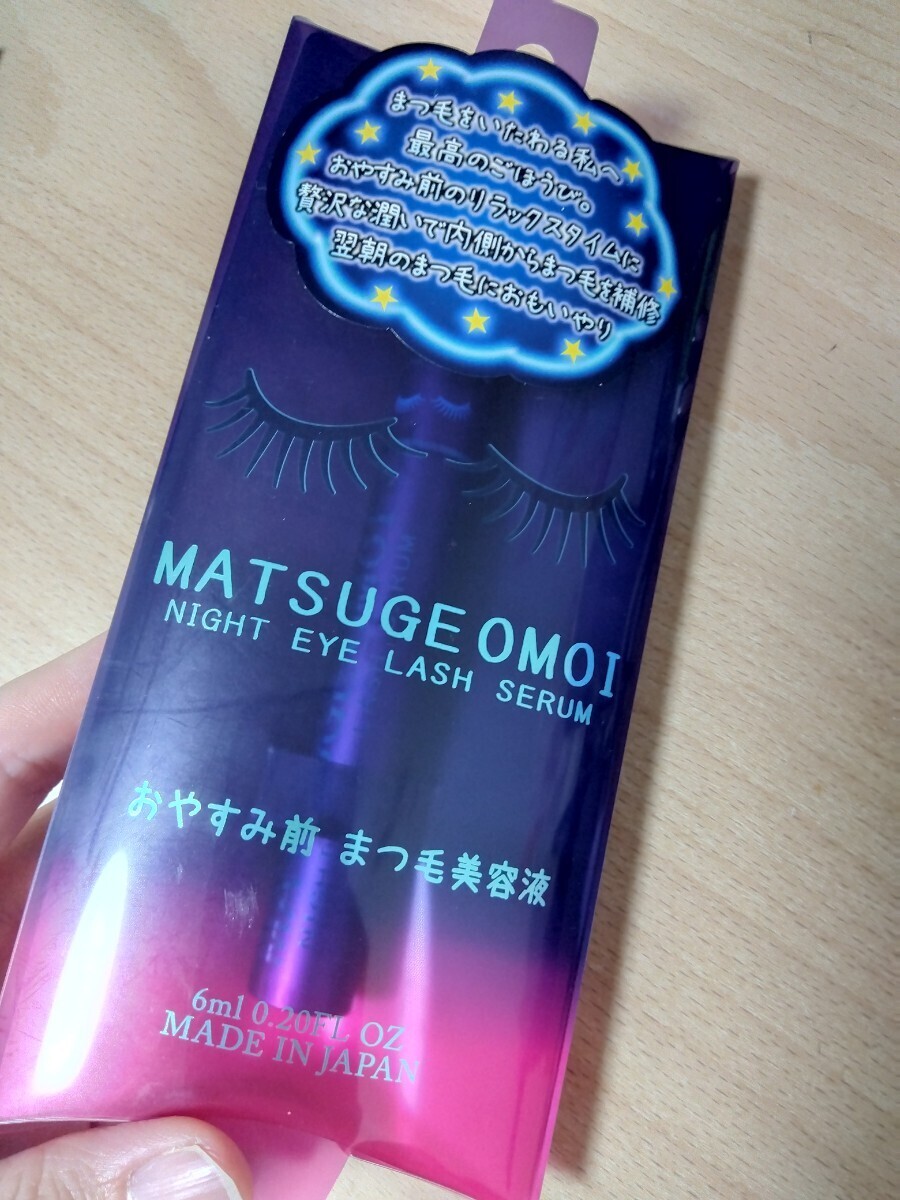 まつ毛をいたわる私へ
最高のごほうび。
おやすみ前のリラックスタイムに
贅沢な潤いで内側からまつ毛を補修
翌朝のまつ毛におもいやり
MATSUGE OMOI
NIGHT EYE LASH SERUM
おやすみ前 まつ毛美容液
6ml 0.20FL OZ
MADE IN JAPAN